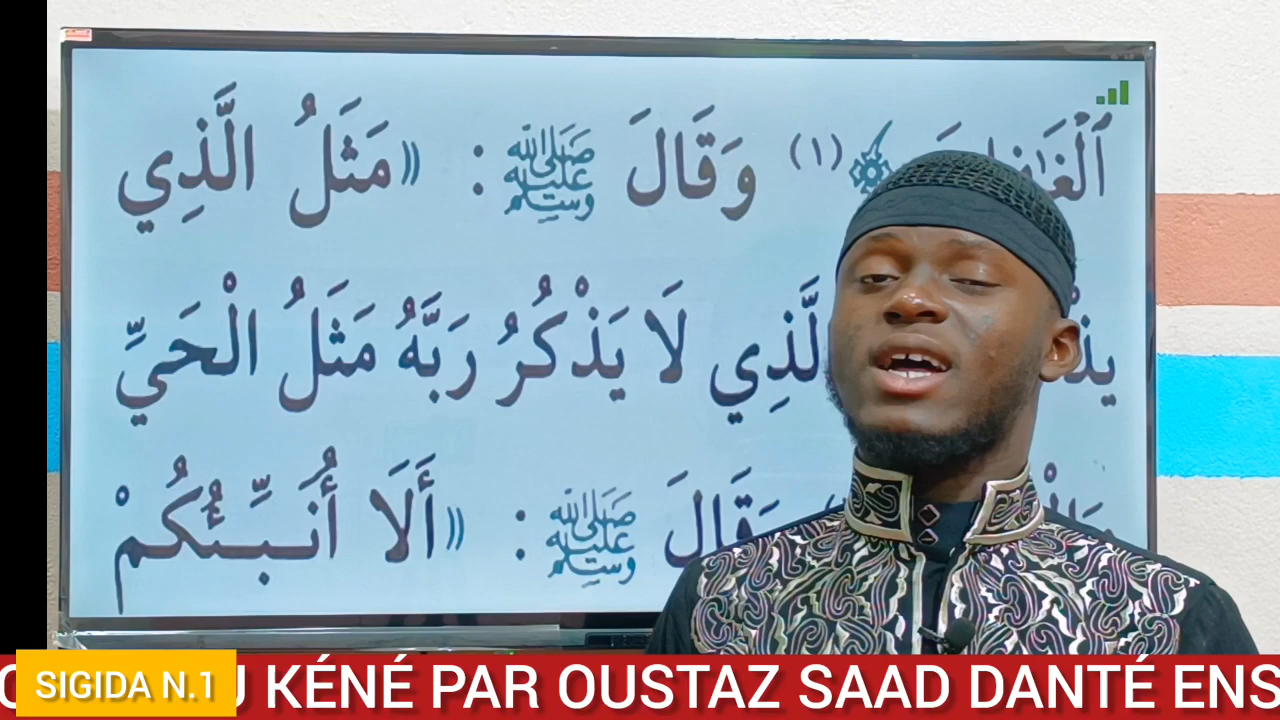 وَقَالَ ﷺ : «مَثَلُ الَّذِي
لَا يَذْكُرُ رَبَّهُ مَثَلُ الْحَيِّ
وَقَالَ ﷺ : «أَلَا أُنَبِّئُكُمْ
SIGIDA N.1
KÉNÉ PAR OUSTAZ SAAD DANTÉ ENS